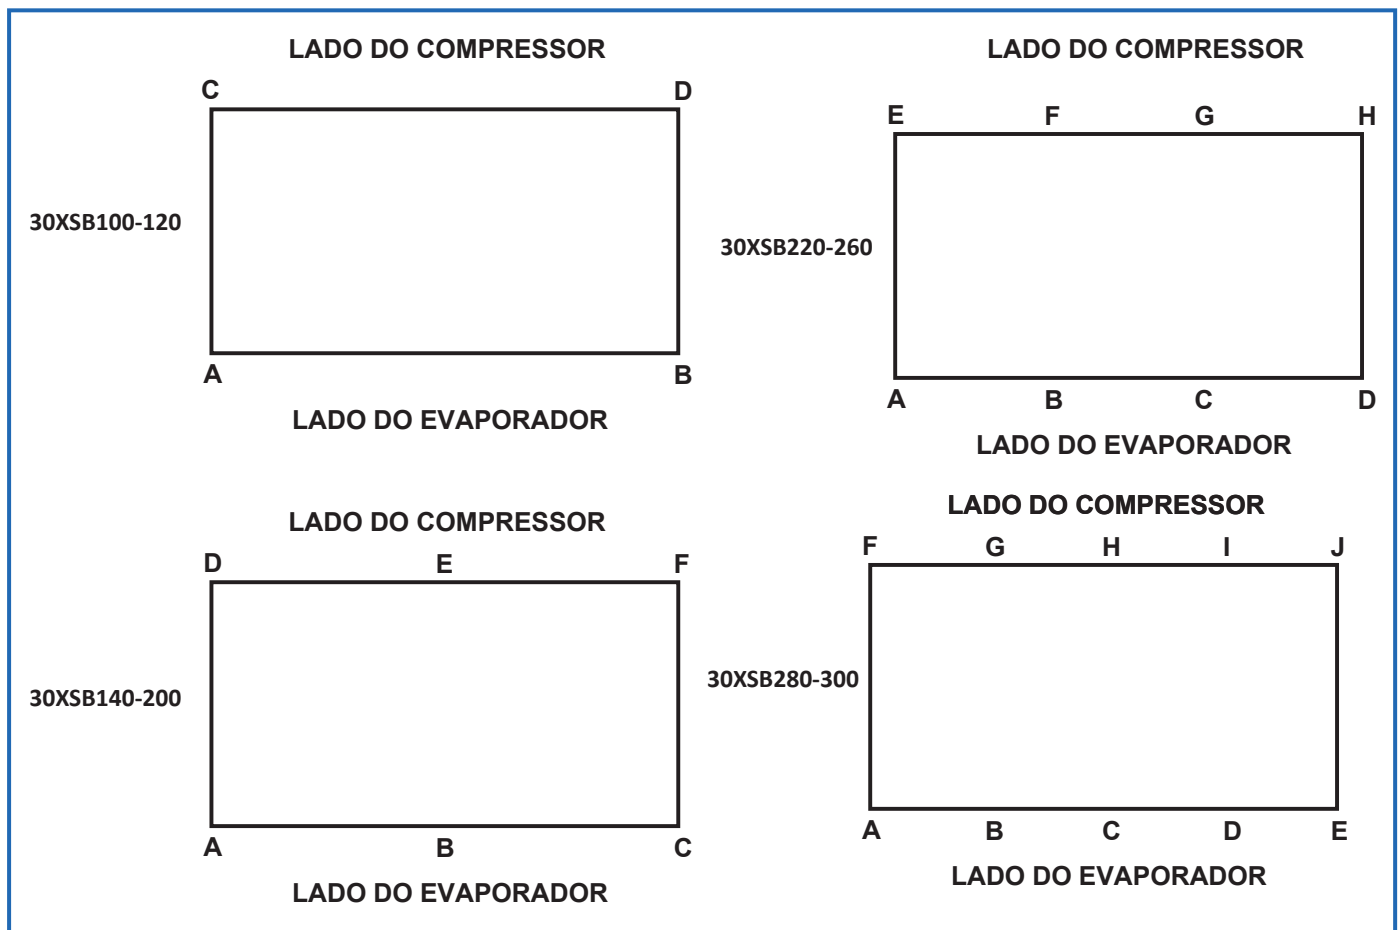 LADO DO COMPRESSOR
C D
30XSB100-120
A B
LADO DO EVAPORADOR
LADO DO COMPRESSOR
E F G H
30XSB220-260
A B C D
LADO DO EVAPORADOR
LADO DO COMPRESSOR
D E F
30XSB140-200
A B C
LADO DO EVAPORADOR
LADO DO COMPRESSOR
F G H I J
30XSB280-300
A B C D E
LADO DO EVAPORADOR